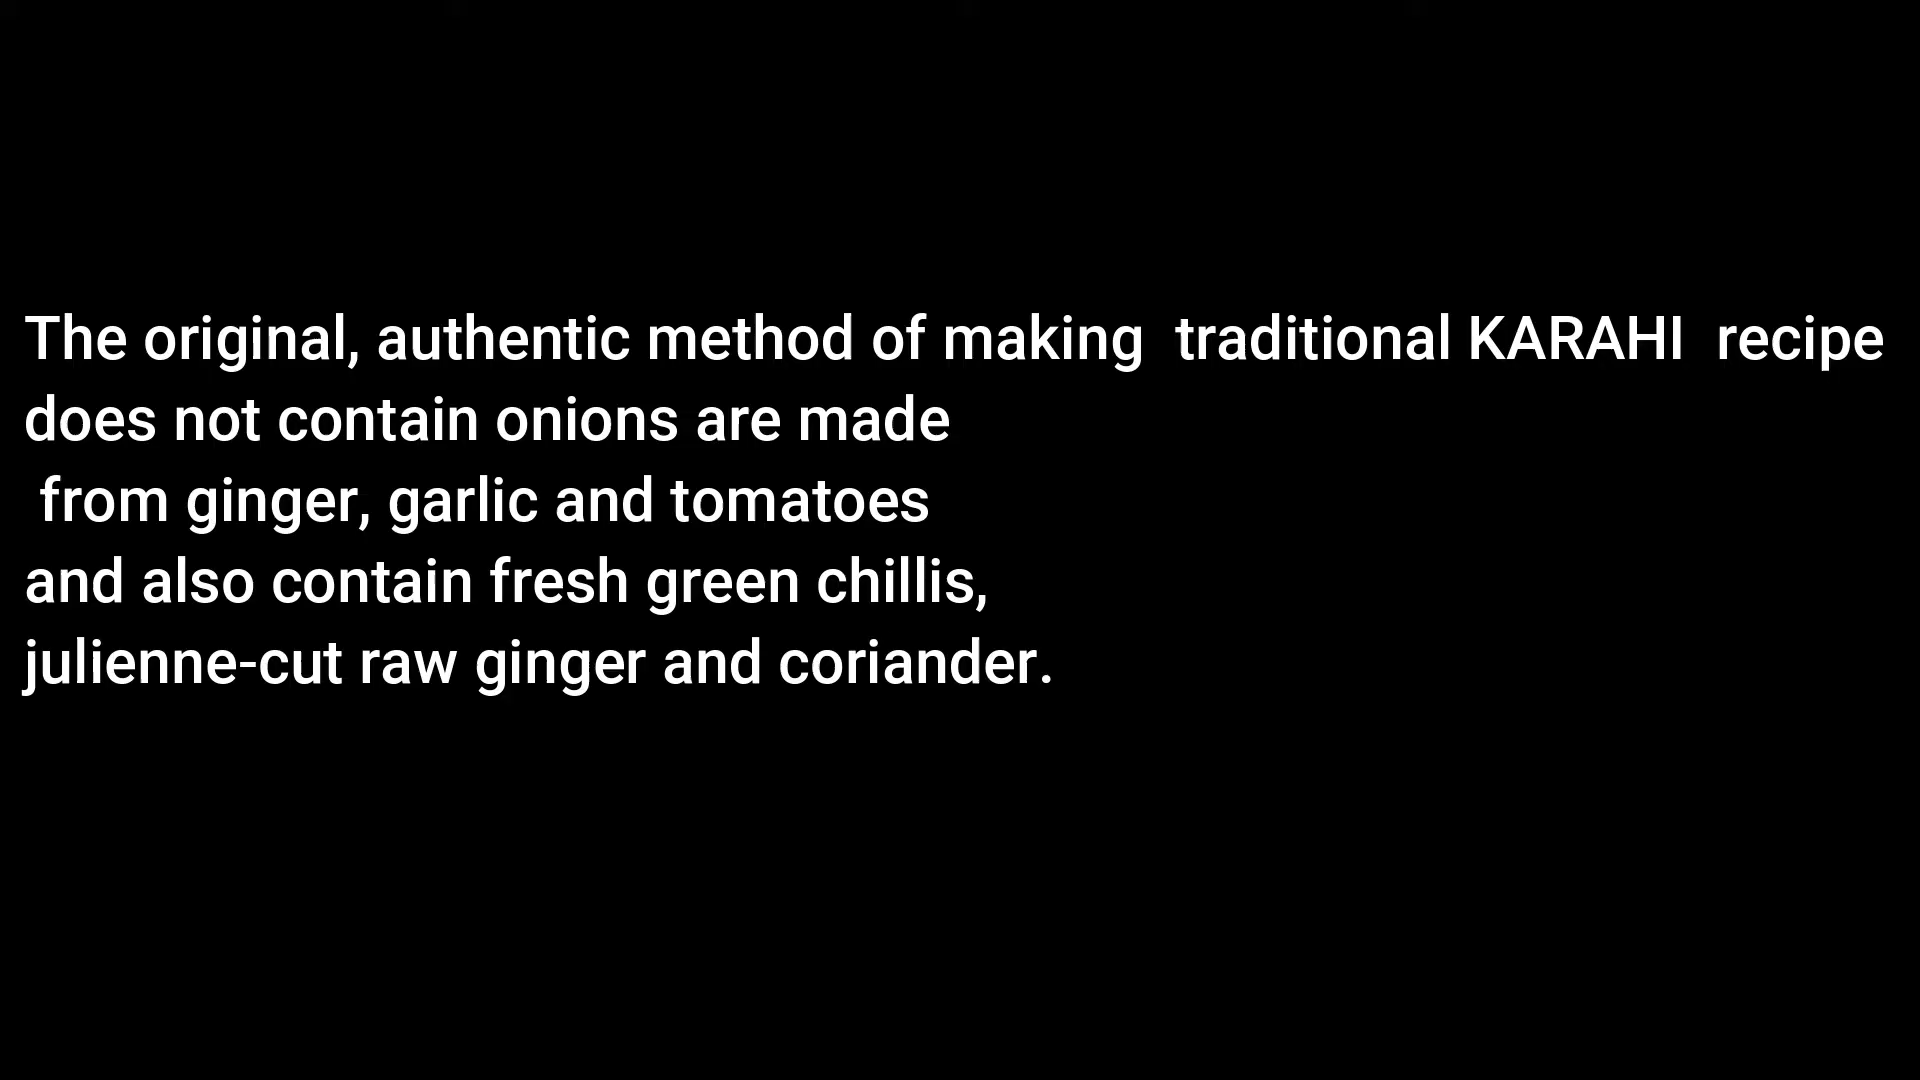 The original, authentic method of making  traditional KARAHI  recipe
does not contain onions are made
 from ginger, garlic and tomatoes
and also contain fresh green chillis,
julienne-cut raw ginger and coriander.